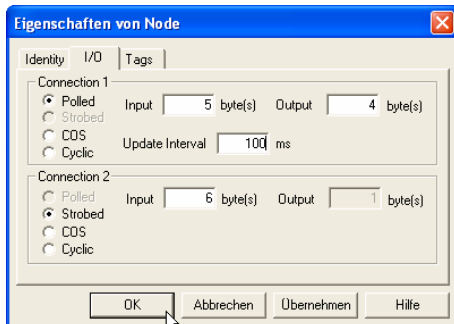 Eigenschaften von Node
Identity I/O Tags
Connection 1
Polled Input 5 byte(s) Output 4 byte(s)
Strobed
COS
Update Interval 100 ms
Cyclic
Connection 2
Polled Input 6 byte(s) Output 1 byte(s)
Strobed
COS
Cyclic
OK Abbrechen Übernehmen Hilfe